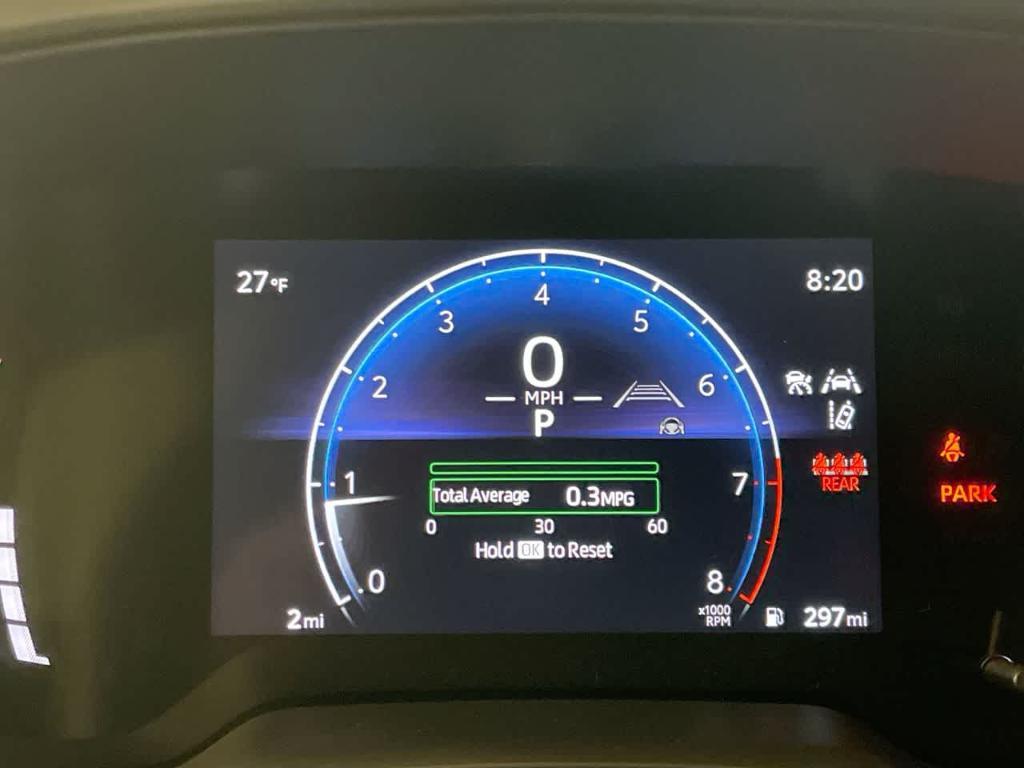 27°F
8:20
4
3
5
2
6
0
MPH
P
1
7
REAR
PARK
Total Average 0.3MPG
0 30 60
Hold OK to Reset
0
8
x1000
RPM
2mi
297mi